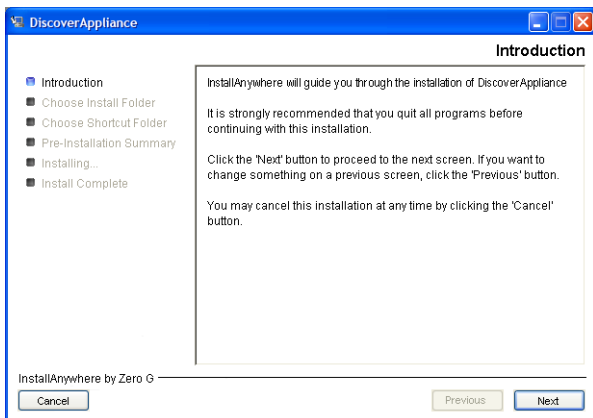 DiscoverAppliance
Introduction
Introduction
Choose Install Folder
Choose Shortcut Folder
Pre-Installation Summary
Installing...
Install Complete
InstallAnywhere will guide you through the installation of DiscoverAppliance
It is strongly recommended that you quit all programs before
continuing with this installation.
Click the 'Next' button to proceed to the next screen. If you want to
change something on a previous screen, click the 'Previous' button.
You may cancel this installation at any time by clicking the 'Cancel'
button.
InstallAnywhere by Zero G
Cancel
Previous
Next